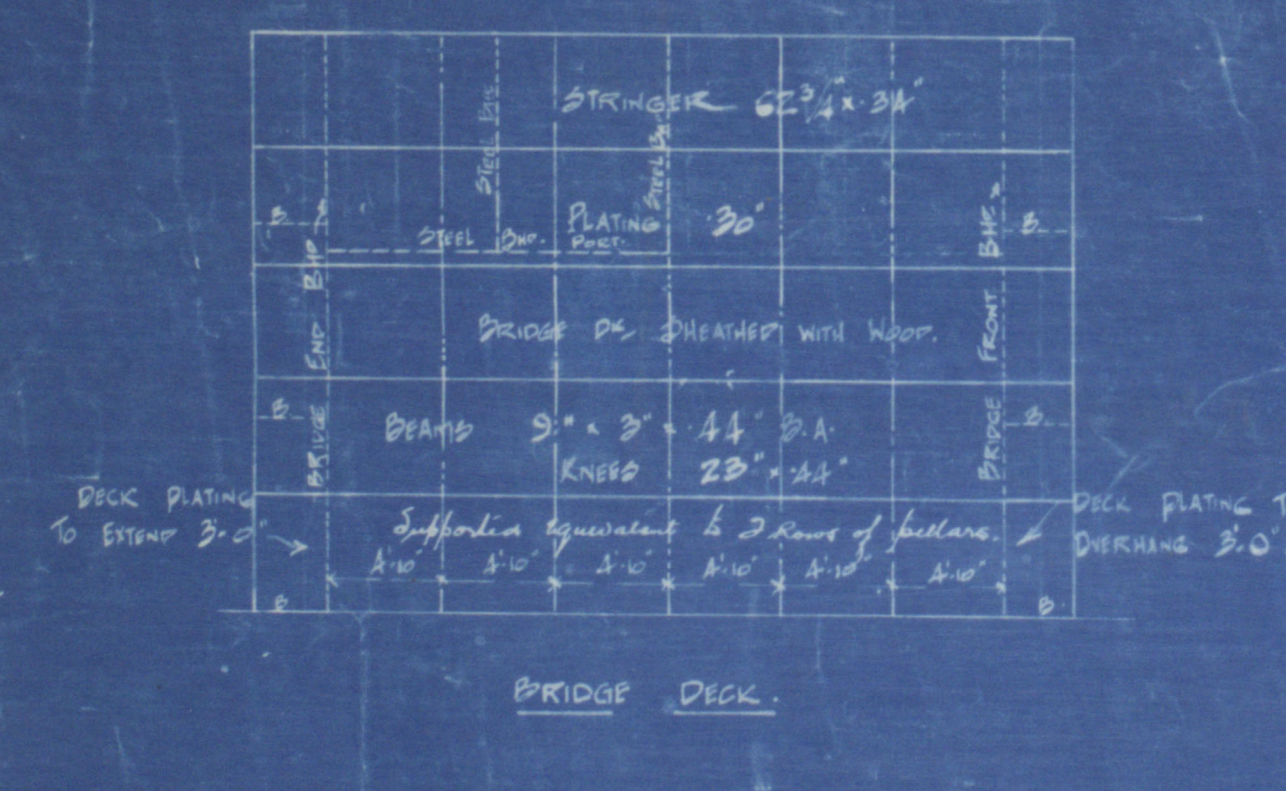 STRINGER 62 3/4" x .34"
STEEL BHD.
STEEL BHD.
PLATING .30"
PORT.
STEEL BHD.
B
B
BRIDGE END BHD.
BRIDGE FRONT BHD.
BRIDGE DK. SHEATHED WITH WOOD.
B
B
BEAMS 9" x 3" x .44" B.A.
KNEES 23" x .44"
DECK PLATING
TO EXTEND 3'.0"
DECK PLATING T
OVERHANG 3'.0"
Supported equivalent to 2 Rows of pillars.
4'.10" 4'.10" 4'.10" 4'.10" 4'.10" 4'.10"
B
B
BRIDGE DECK.